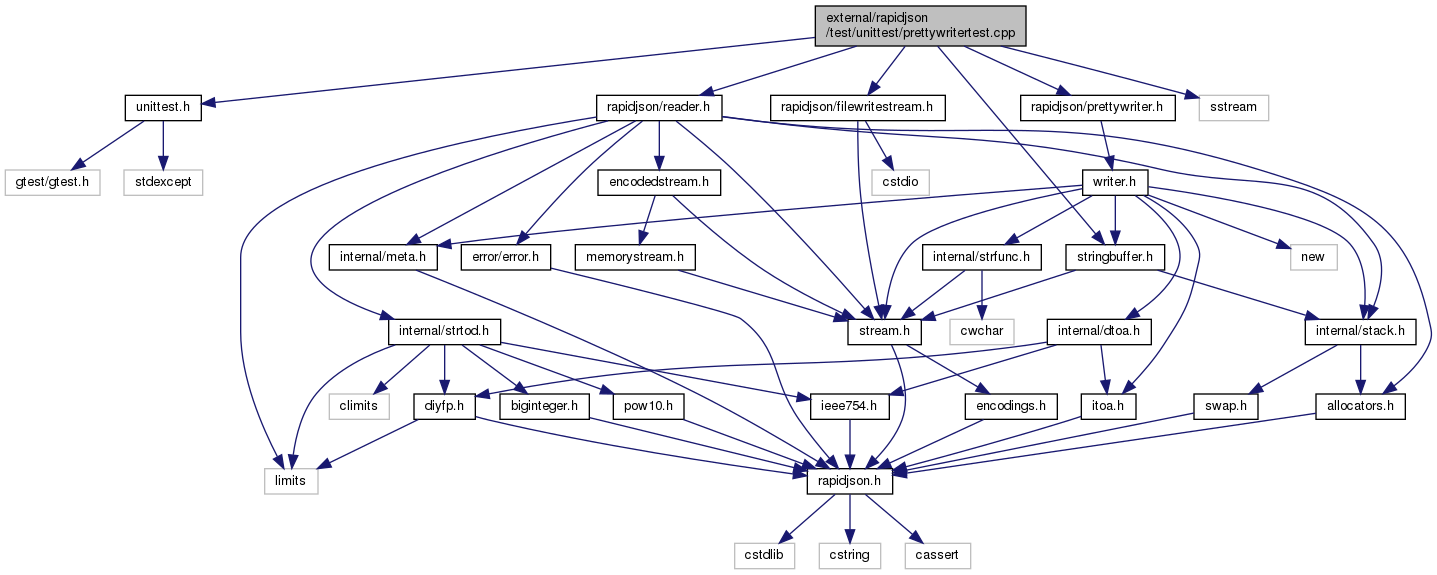 external/rapidjson
/test/unittest/prettywritertest.cpp
unittest.h
rapidjson/reader.h
rapidjson/filewritestream.h
rapidjson/prettywriter.h
sstream
gtest/gtest.h
stdexcept
encodedstream.h
cstdio
writer.h
internal/meta.h
error/error.h
memorystream.h
internal/strfunc.h
stringbuffer.h
new
internal/strtod.h
stream.h
cwchar
internal/dtoa.h
internal/stack.h
climits
diyfp.h
biginteger.h
pow10.h
ieee754.h
encodings.h
itoa.h
swap.h
allocators.h
limits
rapidjson.h
cstdlib
cstring
cassert